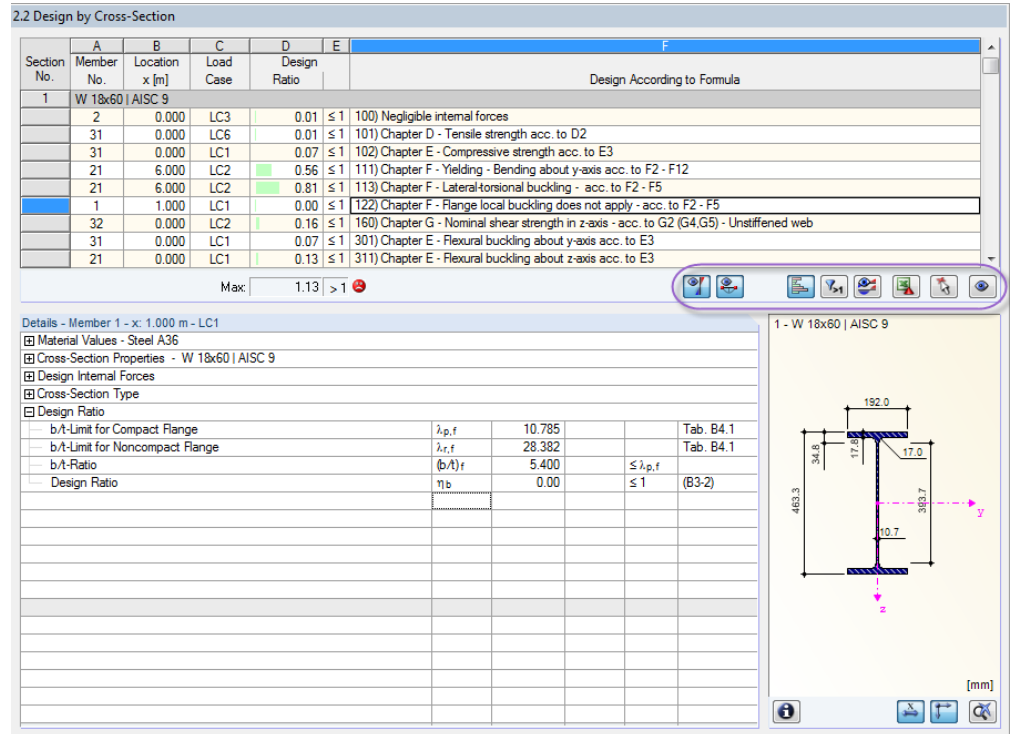 2.2 Design by Cross-Section
A B C D E F
Section Member Location Load Design
No. No. x [m] Case Ratio Design According to Formula
1 W 18x60 | AISC 9
2 0.000 LC3 0.01 ≤ 1 100) Negligible internal forces
31 0.000 LC6 0.01 ≤ 1 101) Chapter D - Tensile strength acc. to D2
31 0.000 LC1 0.07 ≤ 1 102) Chapter E - Compressive strength acc. to E3
21 6.000 LC2 0.56 ≤ 1 111) Chapter F - Yielding - Bending about y-axis acc. to F2 - F12
21 6.000 LC2 0.81 ≤ 1 113) Chapter F - Lateral-torsional buckling - acc. to F2 - F5
1 1.000 LC1 0.00 ≤ 1 122) Chapter F - Flange local buckling does not apply - acc. to F2 - F5
32 0.000 LC2 0.16 ≤ 1 160) Chapter G - Nominal shear strength in z-axis - acc. to G2 (G4,G5) - Unstiffened web
31 0.000 LC1 0.07 ≤ 1 301) Chapter E - Flexural buckling about y-axis acc. to E3
21 0.000 LC1 0.13 ≤ 1 311) Chapter E - Flexural buckling about z-axis acc. to E3
Max: 1.13 > 1
>1
Details - Member 1 - x: 1.000 m - LC1
Material Values - Steel A36
Cross-Section Properties - W 18x60 | AISC 9
Design Internal Forces
Cross-Section Type
Design Ratio
b/t-Limit for Compact Flange λp,f 10.785 Tab. B4.1
b/t-Limit for Noncompact Flange λr,f 28.382 Tab. B4.1
b/t-Ratio (b/t)f 5.400 ≤ λp,f
Design Ratio ηb 0.00 ≤ 1 (B3-2)
1 - W 18x60 | AISC 9
192.0
34.8
17.8
17.0
463.3
393.7
y
10.7
z
[mm]